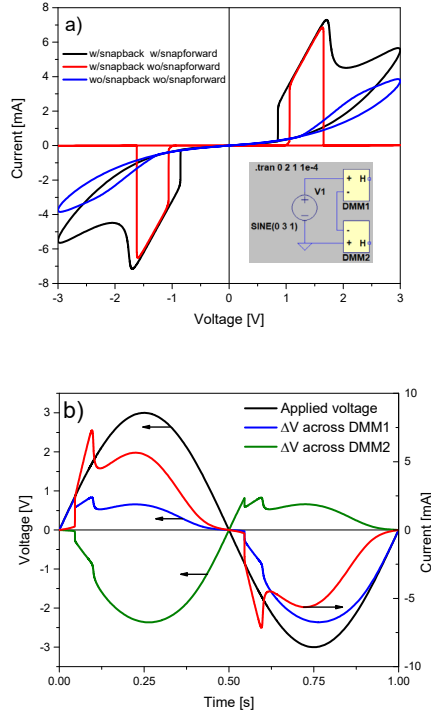 a)
w/snapback w/snapforward
w/snapback wo/snapforward
wo/snapback wo/snapforward
8
6
4
2
0
-2
-4
-6
-8
Current [mA]
.tran 0 2 1 1e-4
V1
SINE(0 3 1)
+ H
-
DMM1
-
+ H
DMM2
-3 -2 -1 0 1 2 3
Voltage [V]
b)
Applied voltage
ΔV across DMM1
ΔV across DMM2
3
2
1
0
-1
-2
-3
Voltage [V]
10
5
0
-5
-10
Current [mA]
0.00 0.25 0.50 0.75 1.00
Time [s]